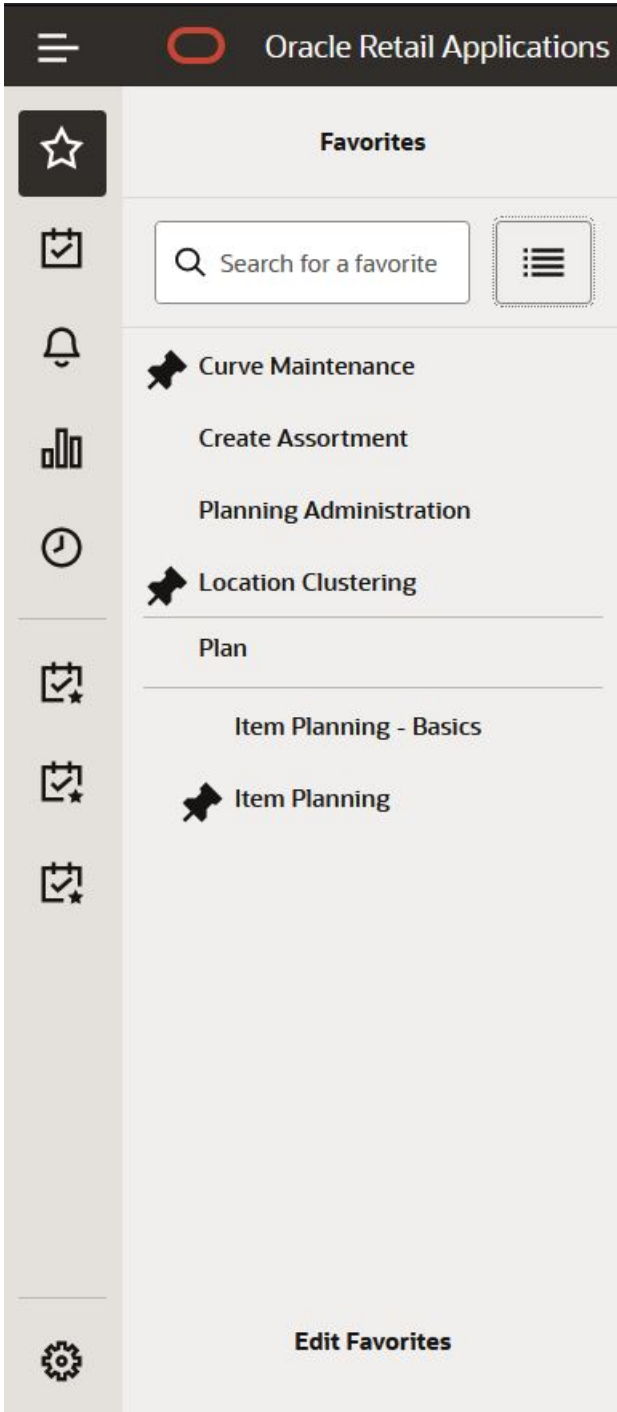 Oracle Retail Applications
Favorites
Search for a favorite
Curve Maintenance
Create Assortment
Planning Administration
Location Clustering
Plan
Item Planning - Basics
Item Planning
Edit Favorites